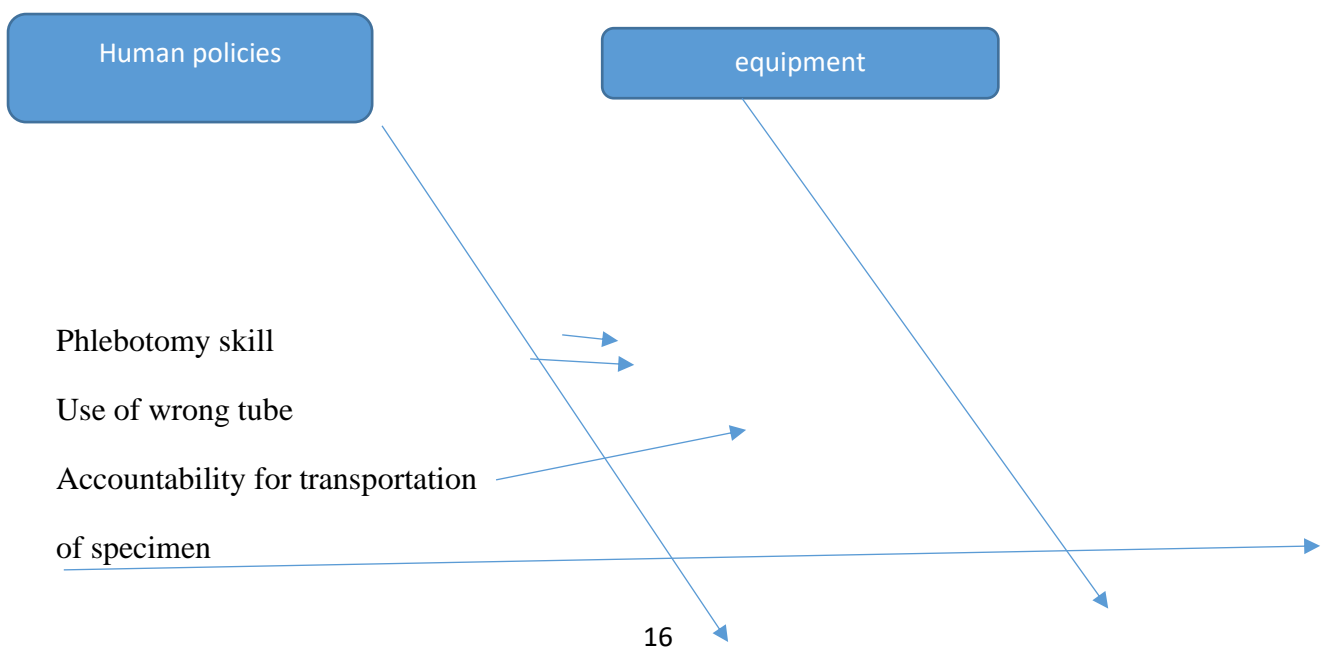 Human policies
equipment
Phlebotomy skill
Use of wrong tube
Accountability for transportation
of specimen
16